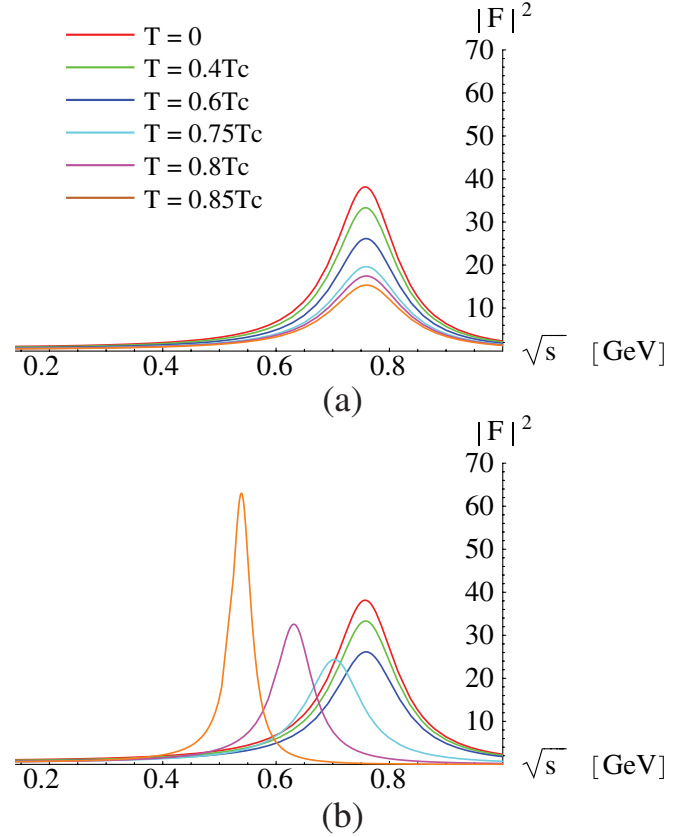 |F|²
T = 0
T = 0.4Tc
T = 0.6Tc
T = 0.75Tc
T = 0.8Tc
T = 0.85Tc
70
60
50
40
30
20
10
0.2 0.4 0.6 0.8 √s [GeV]
(a)
|F|²
70
60
50
40
30
20
10
0.2 0.4 0.6 0.8 √s [GeV]
(b)